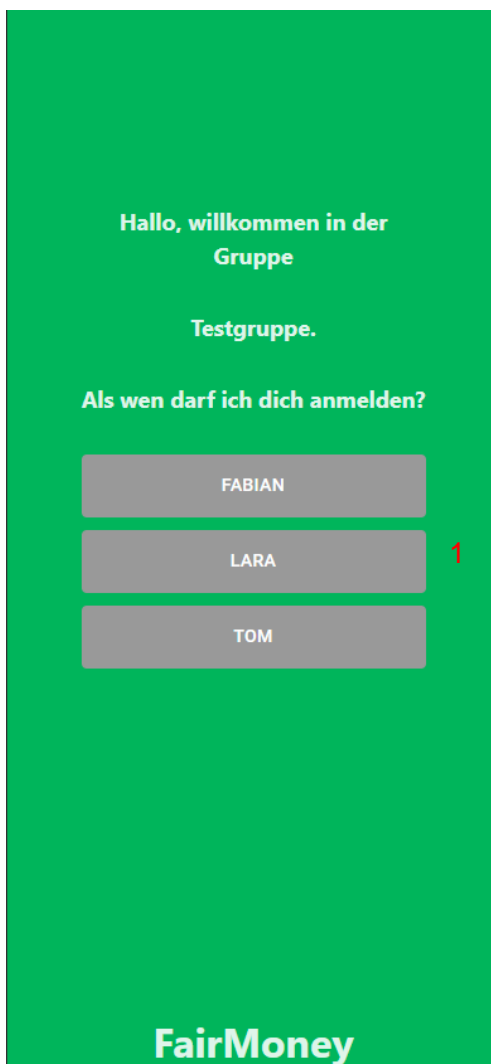 Hallo, willkommen in der
Gruppe
Testgruppe.
Als wen darf ich dich anmelden?
FABIAN
LARA
1
TOM
FairMoney